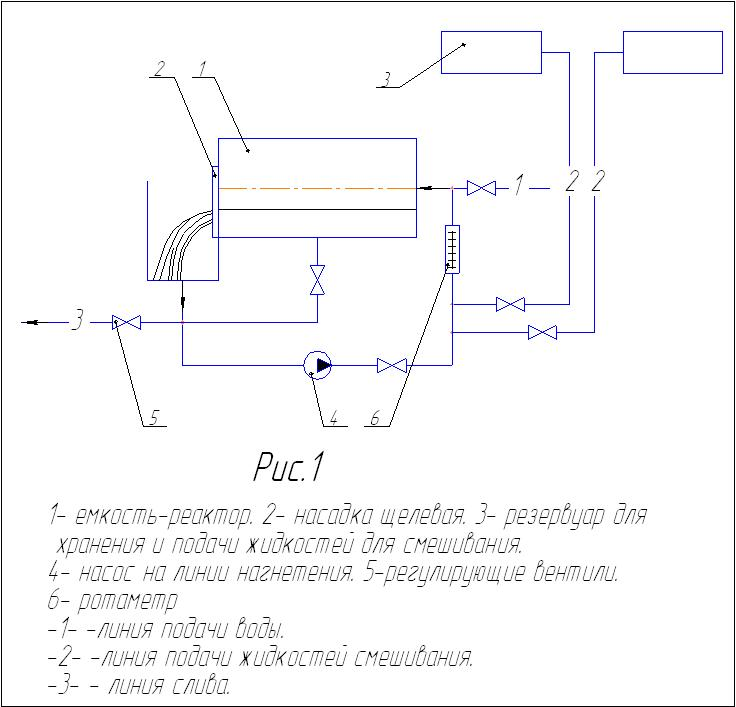 2
1
3
1
2
2
3
5
4
6
Рис.1
1- емкость-реактор. 2- насадка щелевая. 3- резервуар для
хранения и подачи жидкостей для смешивания.
4- насос на линии нагнетения. 5-регулирующие вентили.
6- ротаметр
-1- -линия подачи воды.
-2- -линия подачи жидкостей смешивания.
-3- - линия слива.